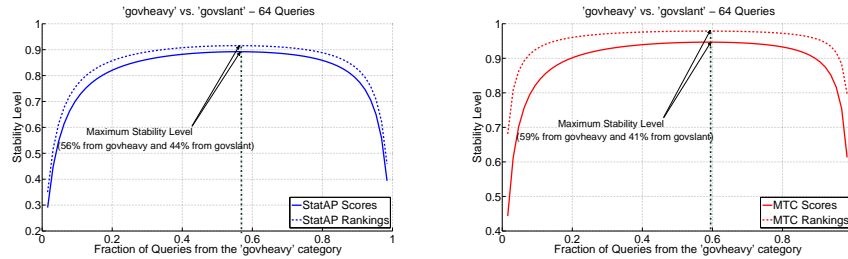 'govheavy' vs. 'govslant' – 64 Queries
1
0.9
0.8
0.7
0.6
0.5
0.4
0.3
0.2
Stability Level
Maximum Stability Level
(56% from govheavy and 44% from govslant)
StatAP Scores
StatAP Rankings
0 0.2 0.4 0.6 0.8 1
Fraction of Queries from the 'govheavy' category
'govheavy' vs. 'govslant' – 64 Queries
1
0.9
0.8
0.7
0.6
0.5
0.4
Stability Level
Maximum Stability Level
(59% from govheavy and 41% from govslant)
MTC Scores
MTC Rankings
0 0.2 0.4 0.6 0.8
Fraction of Queries from the 'govheavy' category